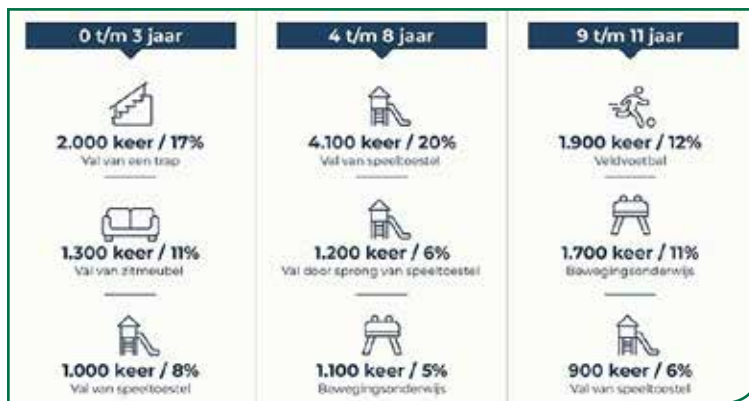 0 t/m 3 jaar
2.000 keer / 17%
Val van een trap
1.300 keer / 11%
Val van zitmeubel
1.000 keer / 8%
Val van speeltoestel
4 t/m 8 jaar
4.100 keer / 20%
Val van speeltoestel
1.200 keer / 6%
Val door sprong van speeltoestel
1.100 keer / 5%
Bewegingsonderwijs
9 t/m 11 jaar
1.900 keer / 12%
Veldvoetbal
1.700 keer / 11%
Bewegingsonderwijs
900 keer / 6%
Val van speeltoestel